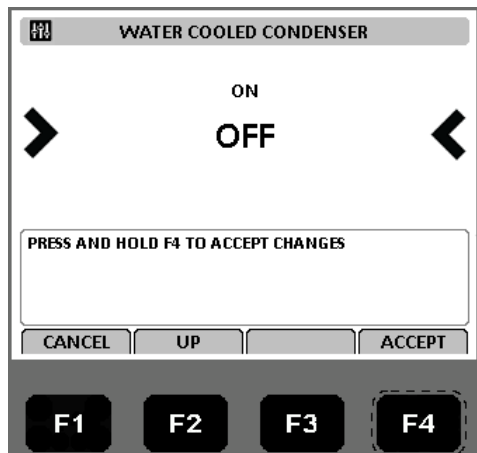 WATER COOLED CONDENSER
ON
OFF
PRESS AND HOLD F4 TO ACCEPT CHANGES
CANCEL UP ACCEPT
F1 F2 F3 F4